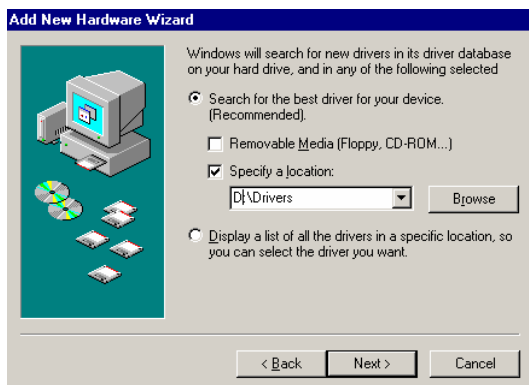 Add New Hardware Wizard
Windows will search for new drivers in its driver database
on your hard drive, and in any of the following selected
Search for the best driver for your device.
(Recommended).
Removable Media (Floppy, CD-ROM...)
Specify a location:
D:\Drivers
Browse
Display a list of all the drivers in a specific location, so
you can select the driver you want.
< Back
Next >
Cancel